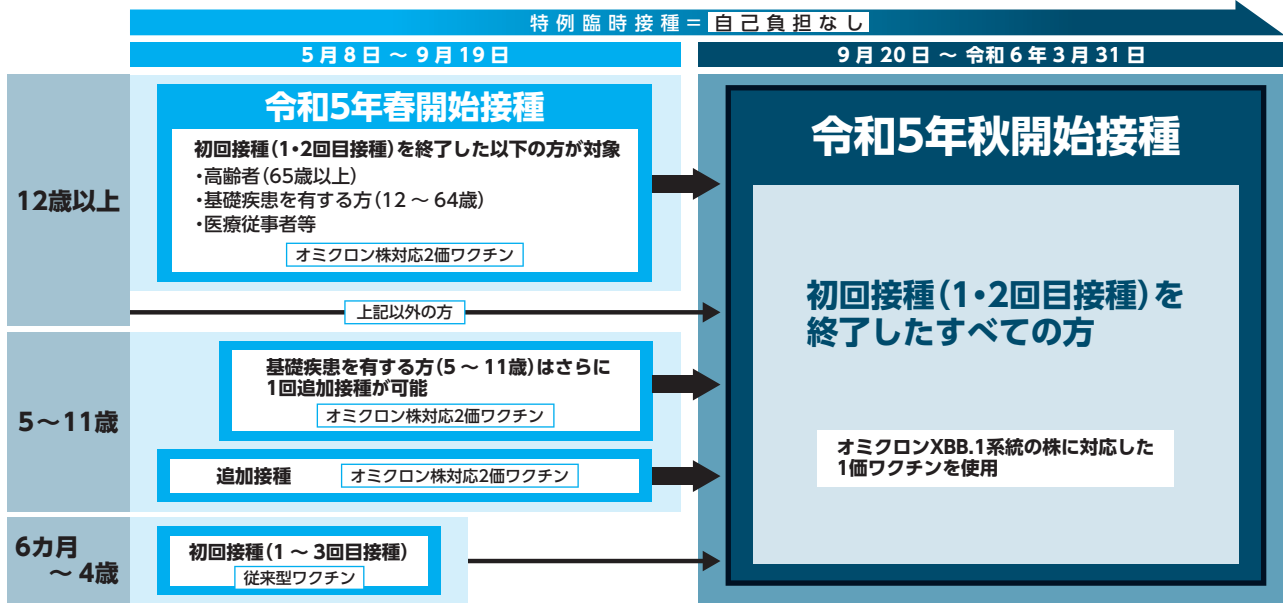 特例臨時接種＝自己負担なし
5月8日～9月19日
9月20日～令和6年3月31日
12歳以上
令和5年春開始接種
初回接種（1・2回目接種）を終了した以下の方が対象
・高齢者（65歳以上）
・基礎疾患を有する方（12～64歳）
・医療従事者等
オミクロン株対応2価ワクチン
上記以外の方
5～11歳
基礎疾患を有する方（5～11歳）はさらに
1回追加接種が可能
オミクロン株対応2価ワクチン
追加接種 オミクロン株対応2価ワクチン
6カ月
～4歳
初回接種（1～3回目接種）
従来型ワクチン
令和5年秋開始接種
初回接種（1・2回目接種）を
終了したすべての方
オミクロンXBB.1系統の株に対応した
1価ワクチンを使用